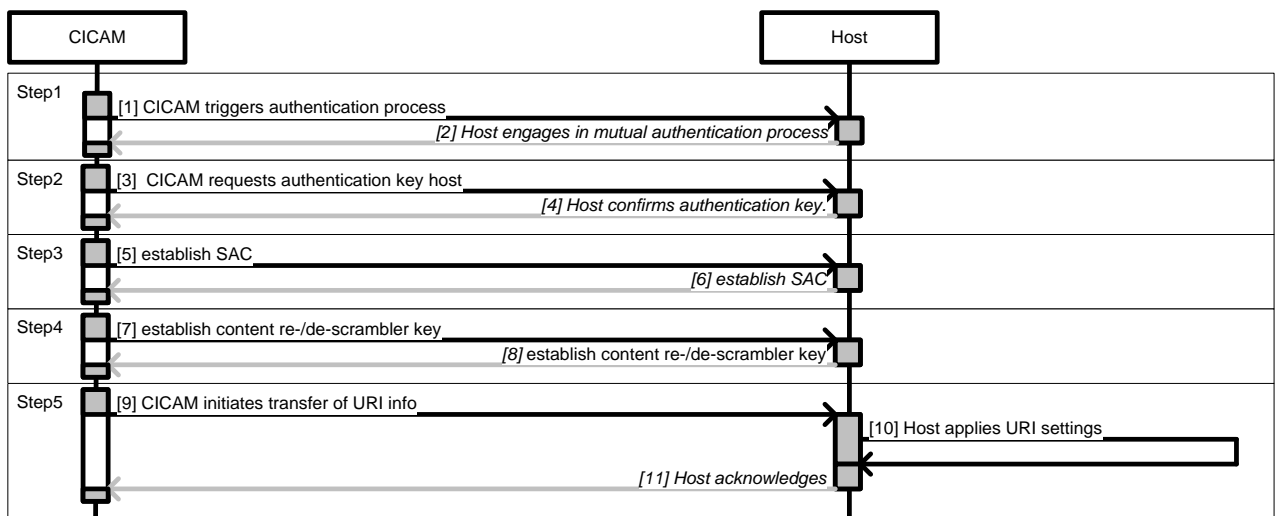 CICAM
Host
Step1
[1] CICAM triggers authentication process
[2] Host engages in mutual authentication process
Step2
[3] CICAM requests authentication key host
[4] Host confirms authentication key.
Step3
[5] establish SAC
[6] establish SAC
Step4
[7] establish content re-/de-scrambler key
[8] establish content re-/de-scrambler key
Step5
[9] CICAM initiates transfer of URI info
[10] Host applies URI settings
[11] Host acknowledges